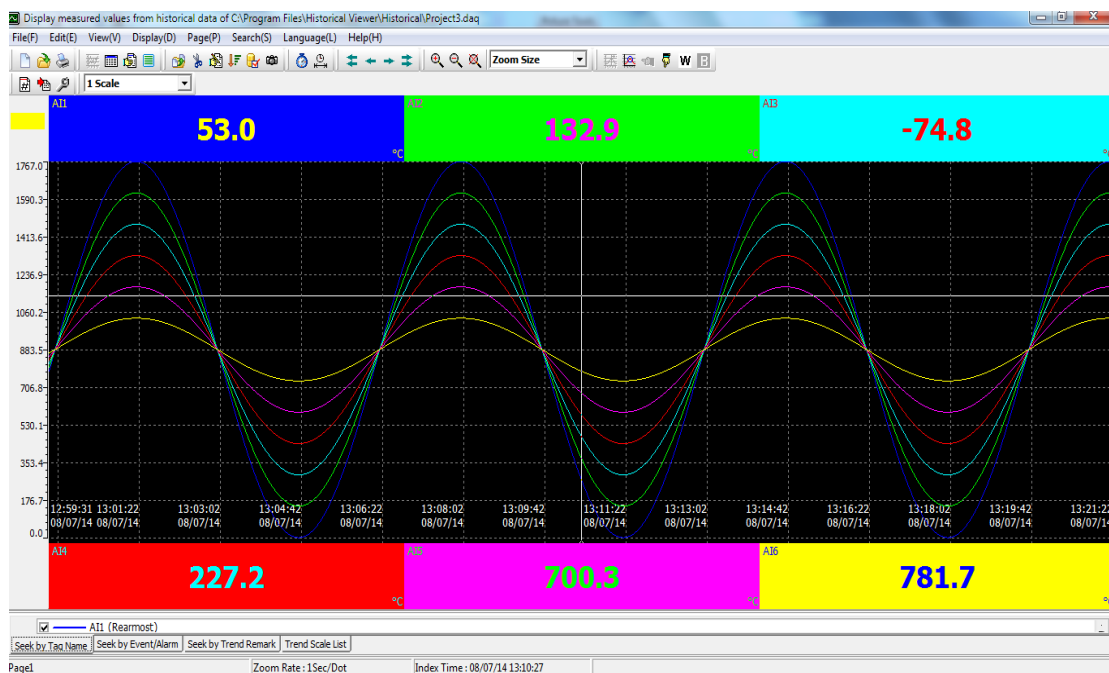 Display measured values from historical data of C:\Program Files\Historical Viewer\Historical\Project3.daq
File(F) Edit(E) View(V) Display(D) Page(P) Search(S) Language(L) Help(H)
Zoom Size
W B
1 Scale
AI1 AI2 AI3
53.0 132.9 -74.8
°C °C °C
1767.0
1590.3
1413.6
1236.9
1060.2
883.5
706.8
530.1
353.4
176.7
12:59:31 13:01:22 13:03:02 13:04:42 13:06:22 13:08:02 13:09:42 13:11:22 13:13:02 13:14:42 13:16:22 13:18:02 13:19:42 13:21:22
08/07/14 08/07/14 08/07/14 08/07/14 08/07/14 08/07/14 08/07/14 08/07/14 08/07/14 08/07/14 08/07/14 08/07/14 08/07/14 08/07/14
0.0
AI4 AI5 AI6
227.2 700.3 781.7
°C °C °C
AI1 (Rearmost)
Seek by Tag Name Seek by Event/Alarm Seek by Trend Remark Trend Scale List
Page1 Zoom Rate : 1Sec/Dot Index Time : 08/07/14 13:10:27